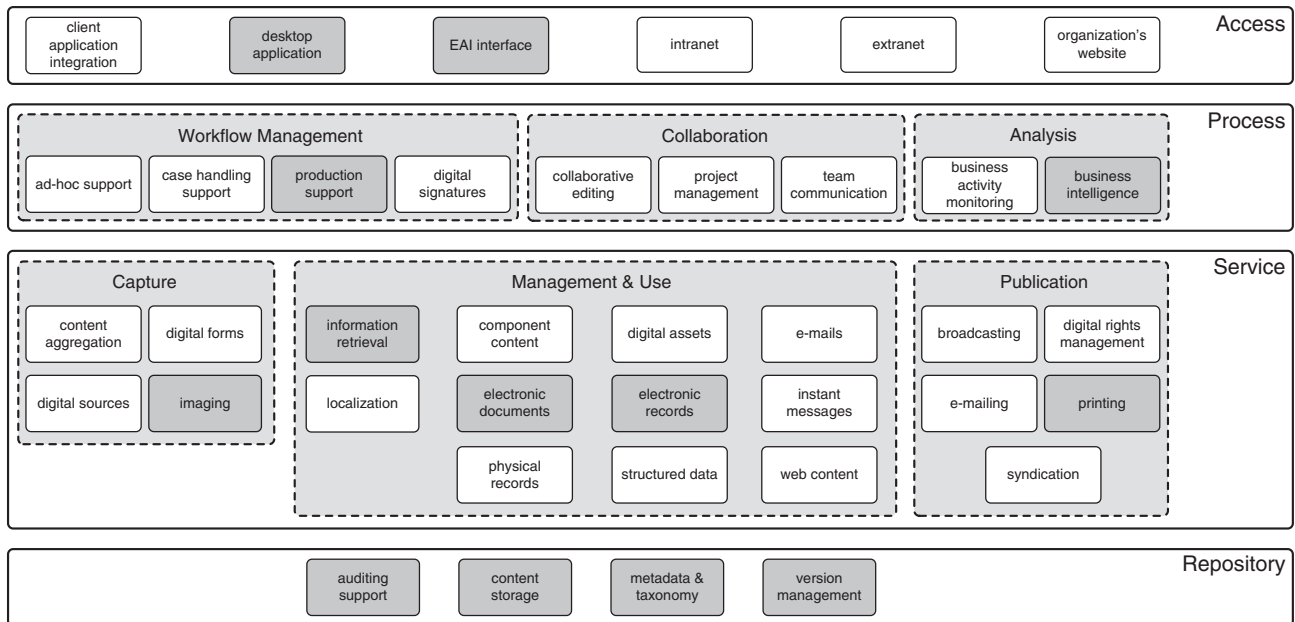 Access
client
application
integration
desktop
application
EAI interface
intranet
extranet
organization's
website
Process
Workflow Management
ad-hoc support
case handling
support
production
support
digital
signatures
Collaboration
collaborative
editing
project
management
team
communication
Analysis
business
activity
monitoring
business
intelligence
Service
Capture
content
aggregation
digital forms
digital sources
imaging
Management & Use
information
retrieval
component
content
digital assets
e-mails
localization
electronic
documents
electronic
records
instant
messages
physical
records
structured data
web content
Publication
broadcasting
digital rights
management
e-mailing
printing
syndication
Repository
auditing
support
content
storage
metadata &
taxonomy
version
management